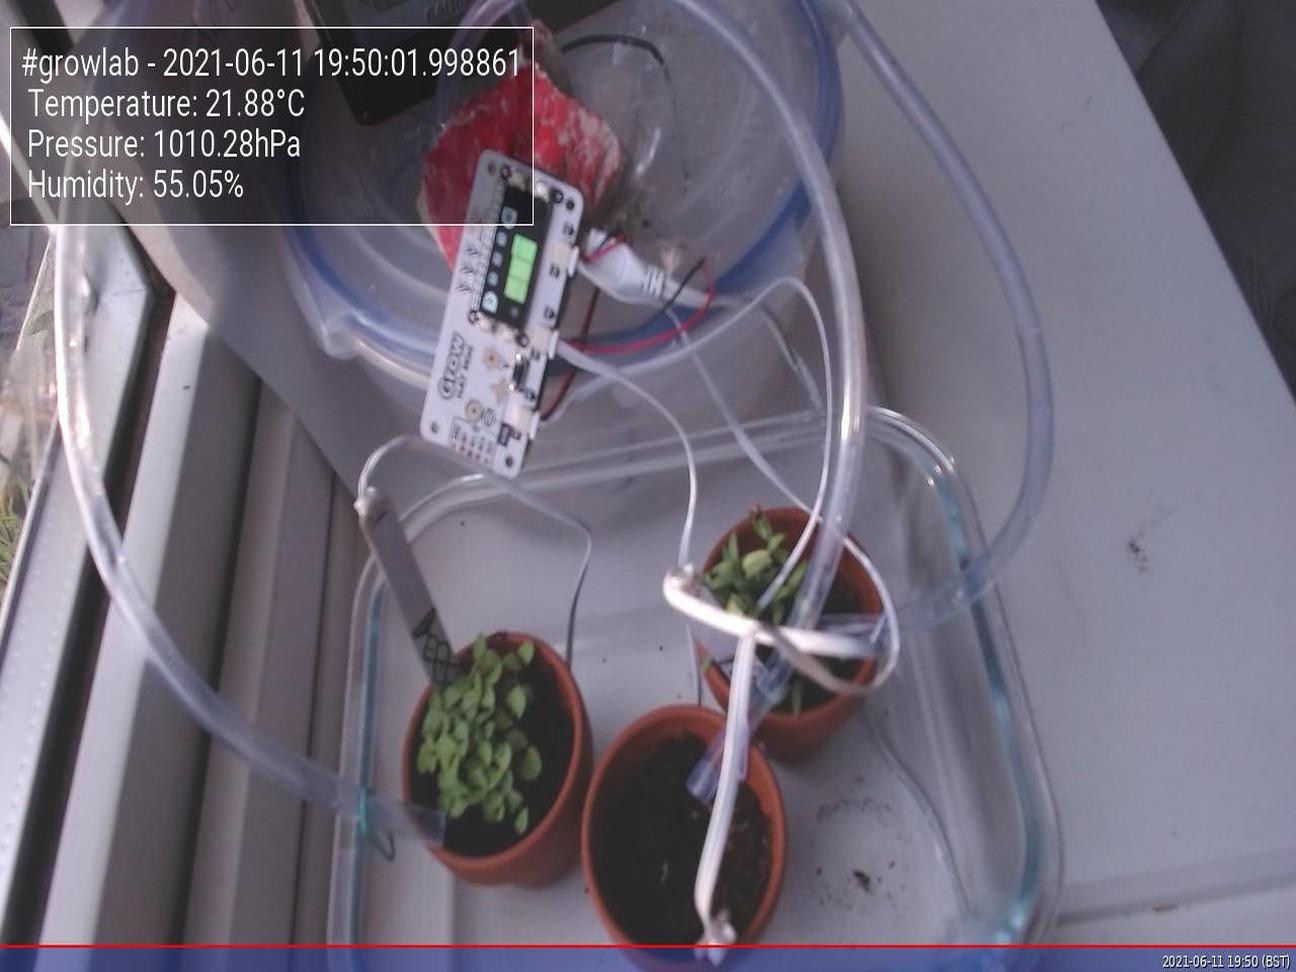 #growlab - 2021-06-11 19:50:01.998861
Temperature: 21.88°C
Pressure: 1010.28hPa
Humidity: 55.05%
GROW
2021-06-11 19:50 (BST)